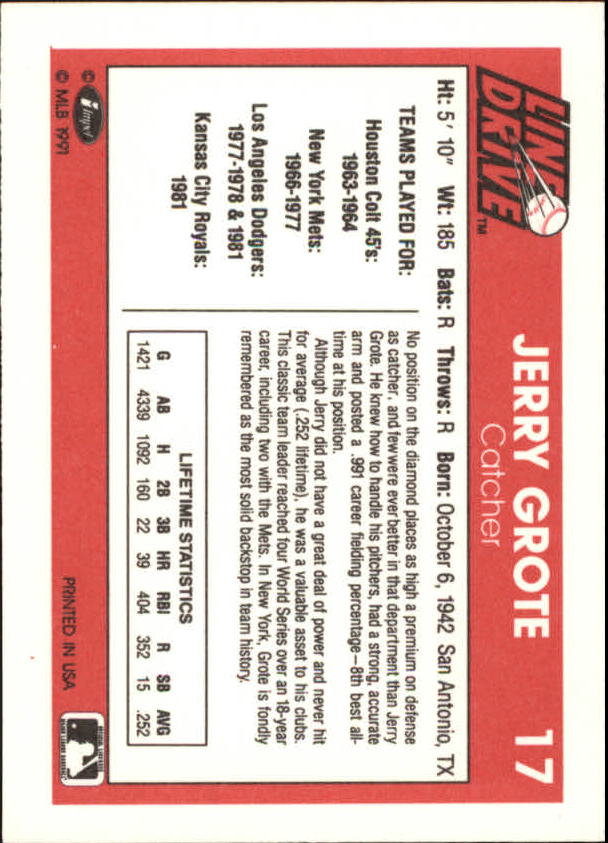 LINE DRIVE™
JERRY GROTE
Catcher
17
Ht: 5' 10" Wt: 185 Bats: R Throws: R Born: October 6, 1942 San Antonio, TX
TEAMS PLAYED FOR:
Houston Colt 45's:
1963-1964
New York Mets:
1966-1977
Los Angeles Dodgers:
1977-1978 & 1981
Kansas City Royals:
1981
No position on the diamond places as high a premium on defense
as catcher, and few were ever better in that department than Jerry
Grote. He knew how to handle his pitchers, had a strong, accurate
arm and posted a .991 career fielding percentage—8th best all-
time at his position.
Although Jerry did not have a great deal of power and never hit
for average (.252 lifetime), he was a valuable asset to his clubs.
This classic team leader reached four World Series over an 18-year
career, including two with the Mets. In New York, Grote is fondly
remembered as the most solid backstop in team history.
LIFETIME STATISTICS
G AB H 2B 3B HR RBI R SB AVG
1421 4339 1092 160 22 39 404 352 15 .252
© impel
© MLB 1991
PRINTED IN USA